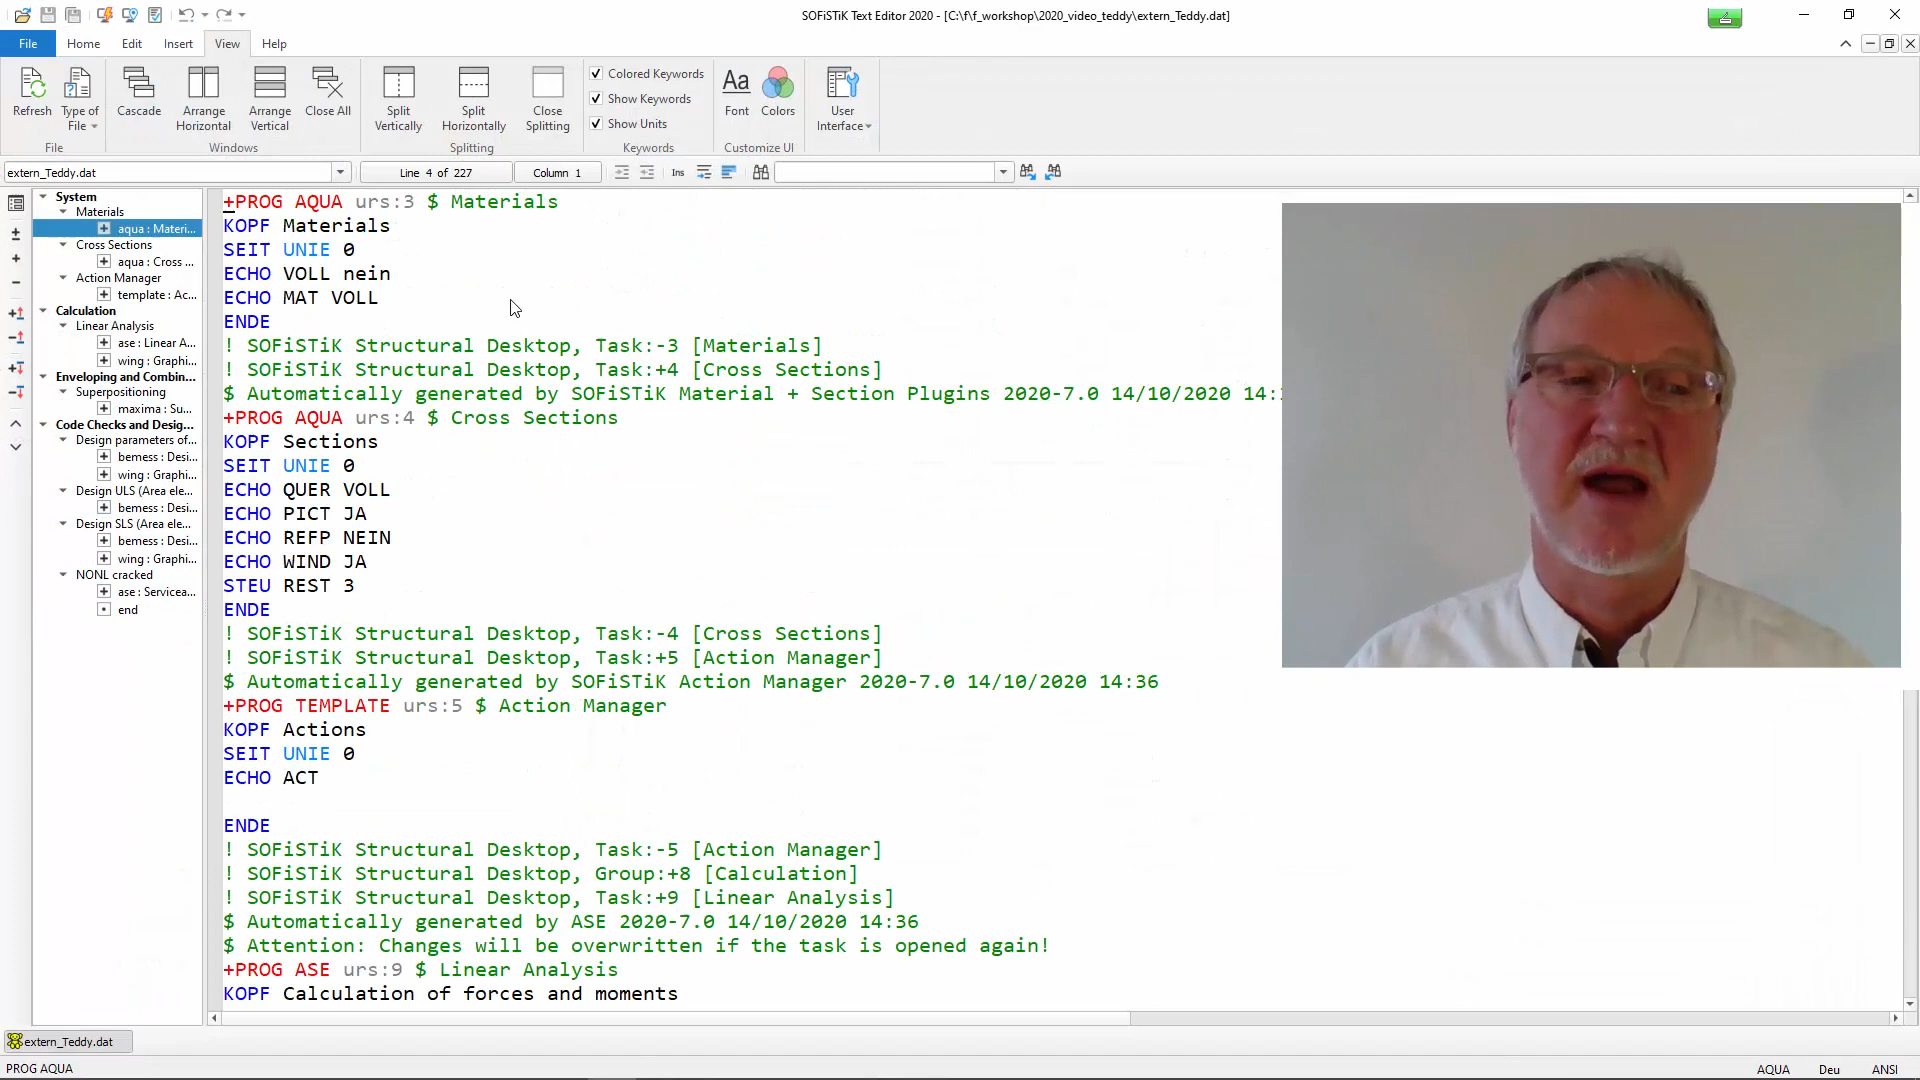 SOFiSTiK Text Editor 2020 - [C:\f\f_workshop\2020_video_teddy\extern_Teddy.dat]
File Home Edit Insert View Help
Refresh
Type of File
File
Cascade
Arrange Horizontal
Arrange Vertical
Close All
Windows
Split Vertically
Split Horizontally
Close Splitting
Splitting
Colored Keywords
Show Keywords
Show Units
Keywords
Aa
Font
Colors
Customize UI
User Interface
extern_Teddy.dat
Line 4 of 227
Column 1
Ins
System
Materials
aqua : Materi...
Cross Sections
aqua : Cross ...
Action Manager
template : Ac...
Calculation
Linear Analysis
ase : Linear A...
wing : Graphi...
Enveloping and Combin...
Superpositioning
maxima : Su...
Code Checks and Desig...
Design parameters of...
bemess : Desi...
wing : Graphi...
Design ULS (Area ele...
bemess : Desi...
Design SLS (Area ele...
bemess : Desi...
wing : Graphi...
NONL cracked
ase : Servicea...
end
+PROG AQUA urs:3 $ Materials
KOPF Materials
SEIT UNIE 0
ECHO VOLL nein
ECHO MAT VOLL
ENDE
! SOFiSTiK Structural Desktop, Task:-3 [Materials]
! SOFiSTiK Structural Desktop, Task:+4 [Cross Sections]
$ Automatically generated by SOFiSTiK Material + Section Plugins 2020-7.0 14/10/2020 14:
+PROG AQUA urs:4 $ Cross Sections
KOPF Sections
SEIT UNIE 0
ECHO QUER VOLL
ECHO PICT JA
ECHO REFP NEIN
ECHO WIND JA
STEU REST 3
ENDE
! SOFiSTiK Structural Desktop, Task:-4 [Cross Sections]
! SOFiSTiK Structural Desktop, Task:+5 [Action Manager]
$ Automatically generated by SOFiSTiK Action Manager 2020-7.0 14/10/2020 14:36
+PROG TEMPLATE urs:5 $ Action Manager
KOPF Actions
SEIT UNIE 0
ECHO ACT
ENDE
! SOFiSTiK Structural Desktop, Task:-5 [Action Manager]
! SOFiSTiK Structural Desktop, Group:+8 [Calculation]
! SOFiSTiK Structural Desktop, Task:+9 [Linear Analysis]
$ Automatically generated by ASE 2020-7.0 14/10/2020 14:36
$ Attention: Changes will be overwritten if the task is opened again!
+PROG ASE urs:9 $ Linear Analysis
KOPF Calculation of forces and moments
extern_Teddy.dat
PROG AQUA
AQUA Deu ANSI